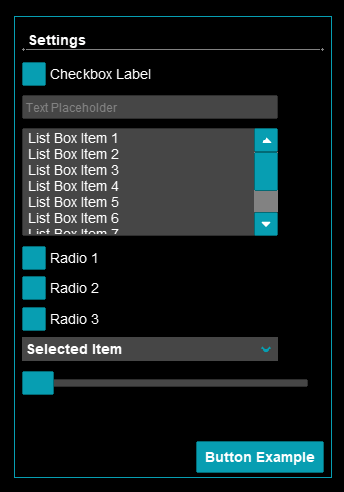 Settings
Checkbox Label
Text Placeholder
List Box Item 1
List Box Item 2
List Box Item 3
List Box Item 4
List Box Item 5
List Box Item 6
List Box Item 7
Radio 1
Radio 2
Radio 3
Selected Item
Button Example